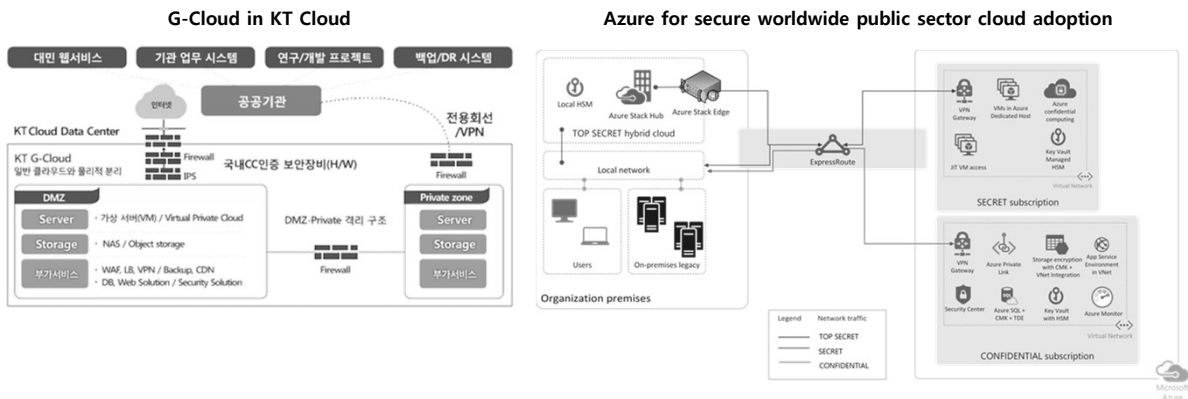 G-Cloud in KT Cloud
대민 웹서비스
기관 업무 시스템
연구/개발 프로젝트
백업/DR 시스템
인터넷
공공기관
전용회선
/VPN
KT Cloud Data Center
KT G-Cloud
일반 클라우드와 물리적 분리
Firewall
IPS
국내CC인증 보안장비(H/W)
Firewall
DMZ
Server
· 가상 서버(VM) / Virtual Private Cloud
Storage
· NAS / Object storage
부가서비스
· WAF, LB, VPN / Backup, CDN
· DB, Web Solution / Security Solution
DMZ-Private 격리 구조
Firewall
Private zone
Server
Storage
부가서비스
Azure for secure worldwide public sector cloud adoption
Local HSM
Azure Stack Hub
Azure Stack Edge
TOP SECRET hybrid cloud
Local network
Users
On-premises legacy
Organization premises
ExpressRoute
Legend
Network traffic
TOP SECRET
SECRET
CONFIDENTIAL
VPN
Gateway
VMs in Azure
Dedicated Host
Azure
confidential
computing
JIT VM access
Key Vault
Managed
HSM
Virtual Network
SECRET subscription
VPN
Gateway
Azure Private
Link
Storage encryption
with CMK +
VNet Integration
App Service
Environment
in VNet
Security Center
Azure SQL +
CMK + TDE
Key Vault
with HSM
Azure Monitor
Virtual Network
CONFIDENTIAL subscription
Microsoft
Azure